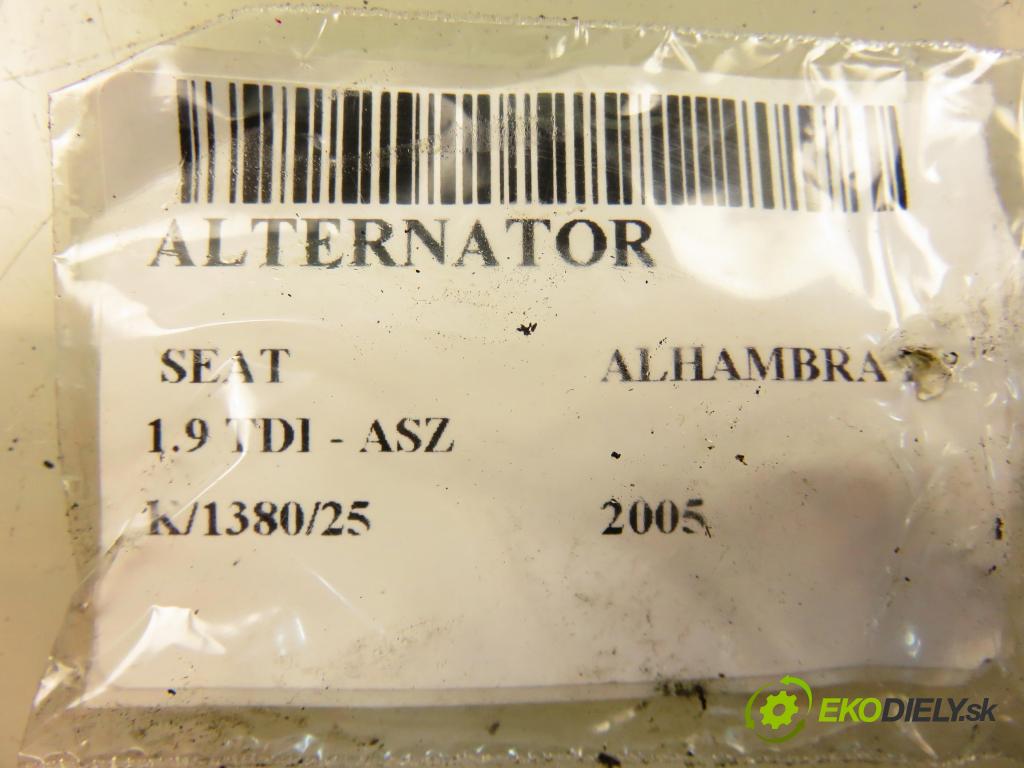 ALTERNATOR
SEAT ALHAMBRA
1.9 TDI - ASZ
K/1380/25 2005
EKODIELY.sk